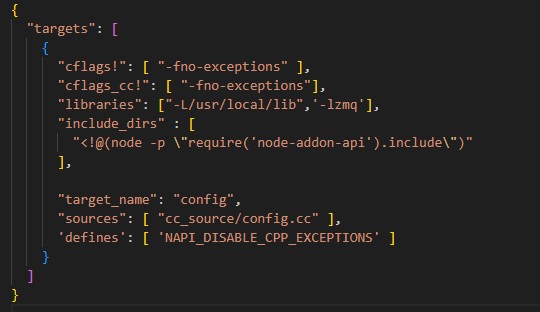 {
  "targets": [
    {
      "cflags!": [ "-fno-exceptions" ],
      "cflags_cc!": [ "-fno-exceptions"],
      "libraries": ["-L/usr/local/lib",'-lzmq'],
      "include_dirs" : [
        "<!@(node -p \"require('node-addon-api').include\")"
      ],

      "target_name": "config",
      "sources": [ "cc_source/config.cc" ],
      'defines': [ 'NAPI_DISABLE_CPP_EXCEPTIONS' ]
    }
  ]
}